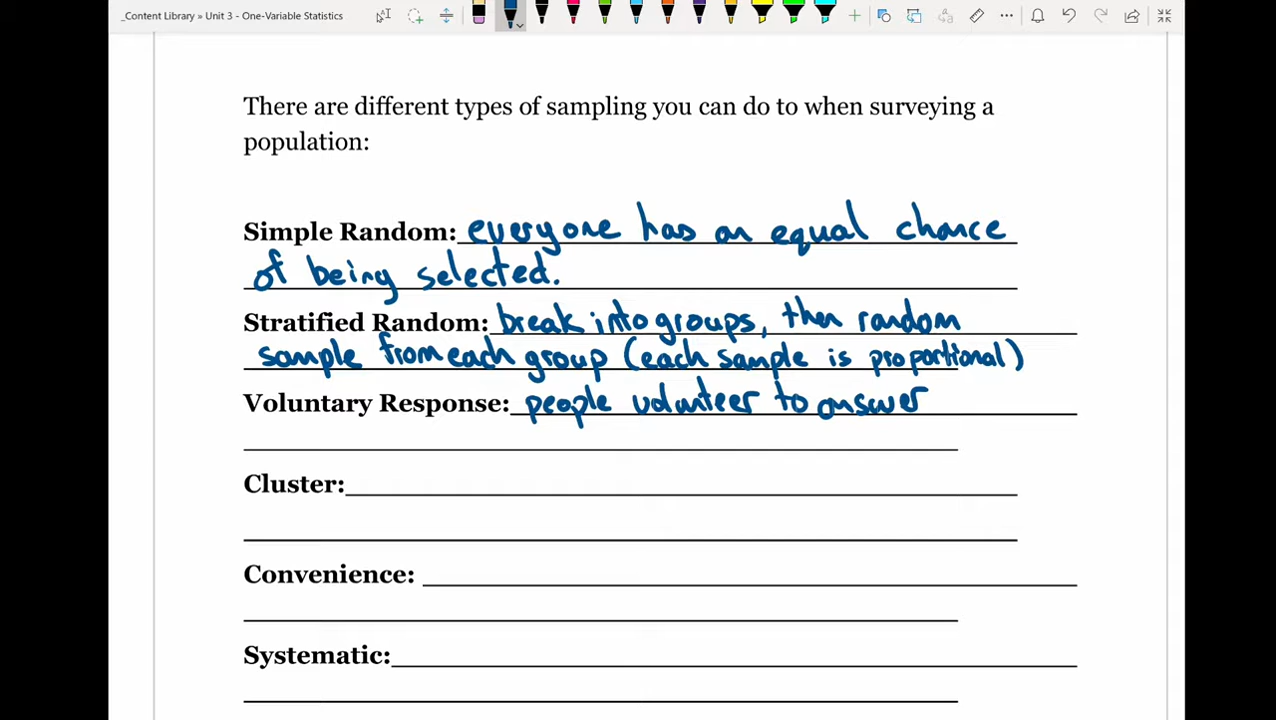 _Content Library » Unit 3 - One-Variable Statistics
There are different types of sampling you can do to when surveying a
population:
Simple Random: everyone has an equal chance
of being selected.
Stratified Random: break into groups, then random
sample from each group (each sample is proportional)
Voluntary Response: people volunteer to answer
Cluster:
Convenience:
Systematic: